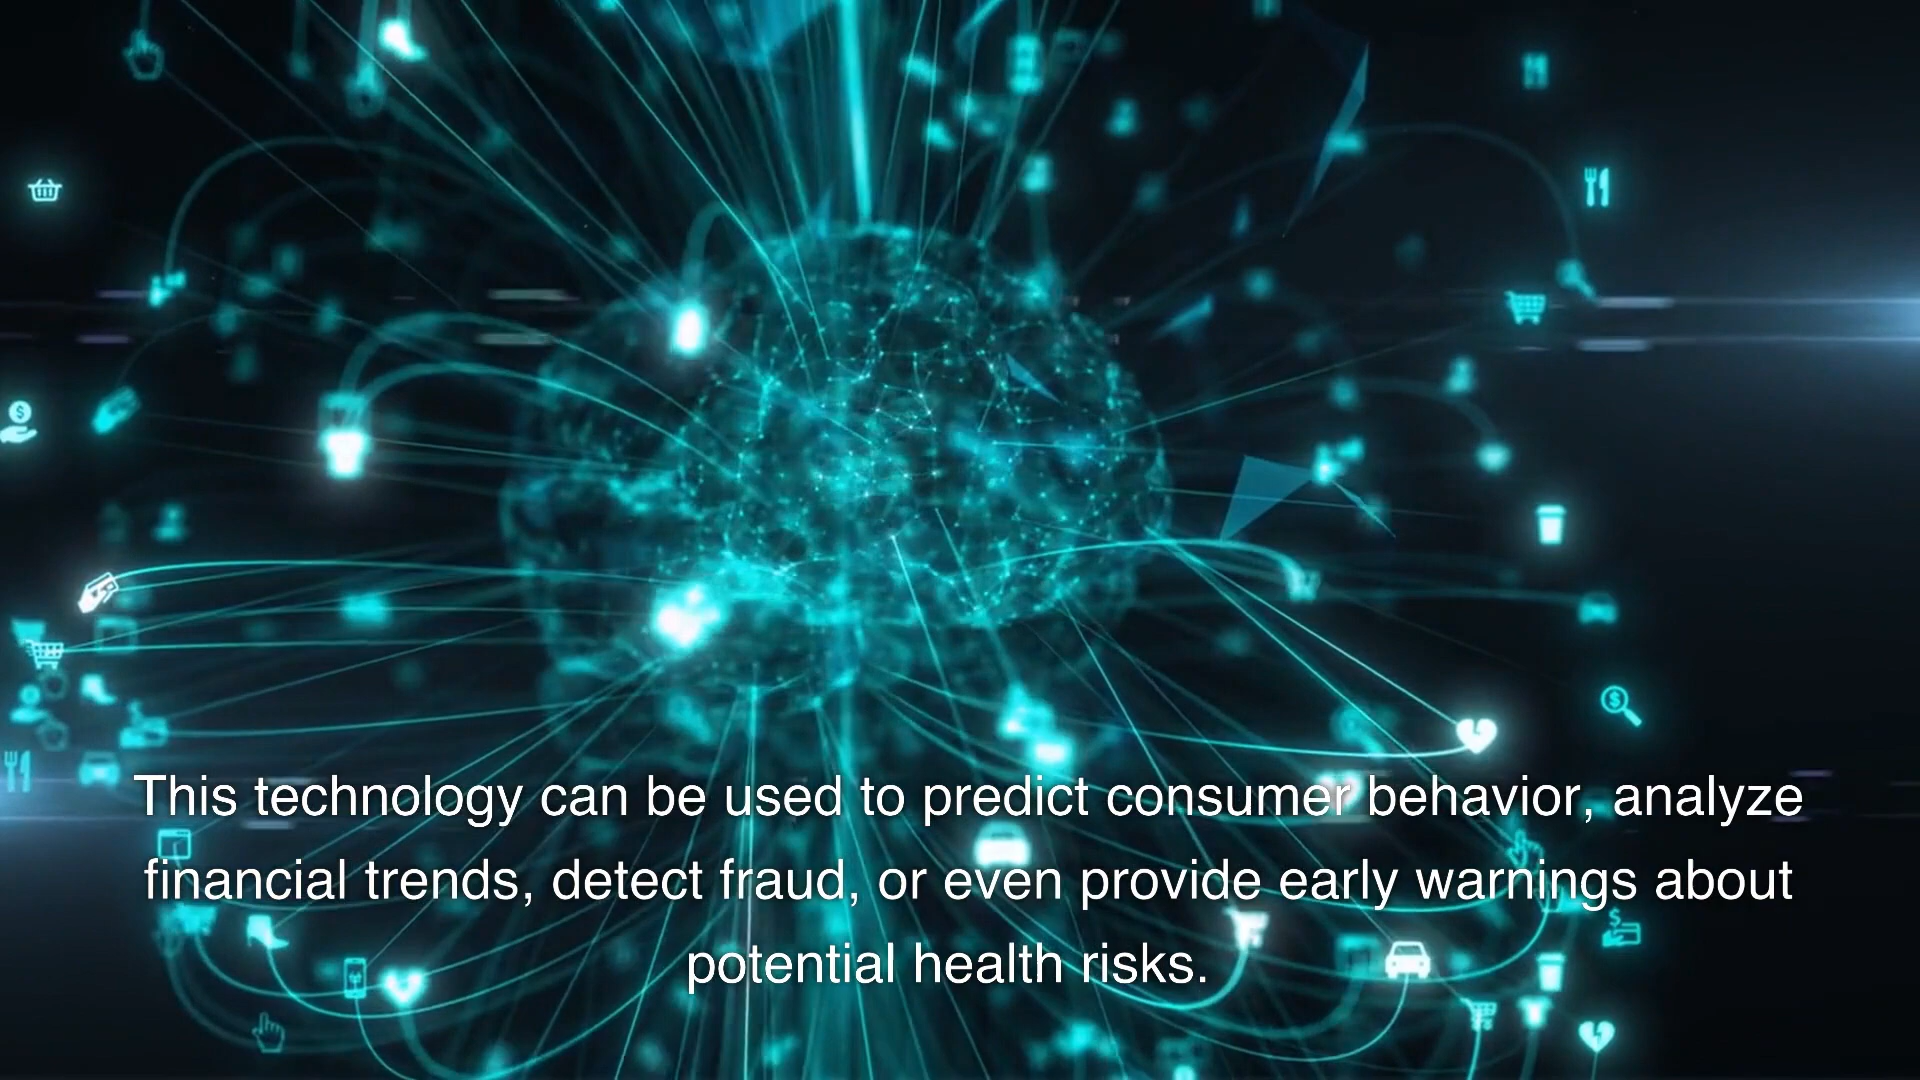 This technology can be used to predict consumer behavior, analyze
financial trends, detect fraud, or even provide early warnings about
potential health risks.